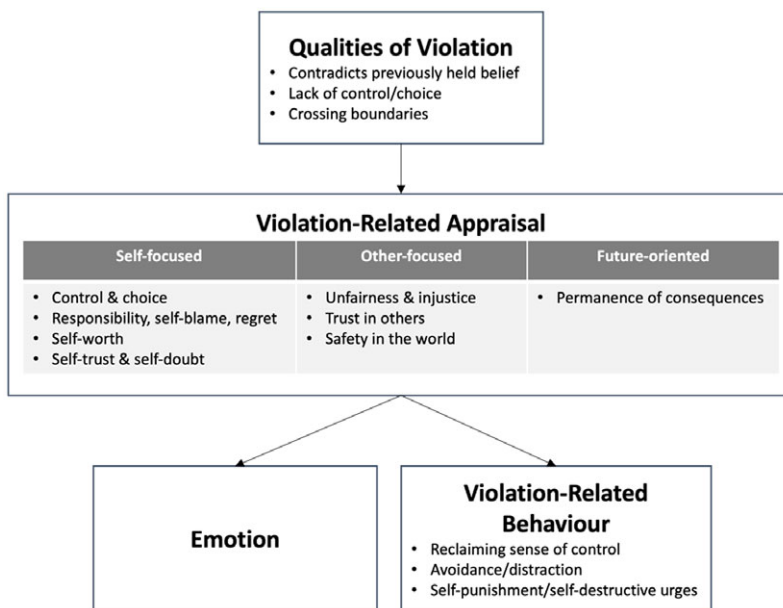 Qualities of Violation
• Contradicts previously held belief
• Lack of control/choice
• Crossing boundaries
Violation-Related Appraisal
Self-focused Other-focused Future-oriented
• Control & choice
• Responsibility, self-blame, regret
• Self-worth
• Self-trust & self-doubt
• Unfairness & injustice
• Trust in others
• Safety in the world
• Permanence of consequences
Emotion
Violation-Related
Behaviour
• Reclaiming sense of control
• Avoidance/distraction
• Self-punishment/self-destructive urges